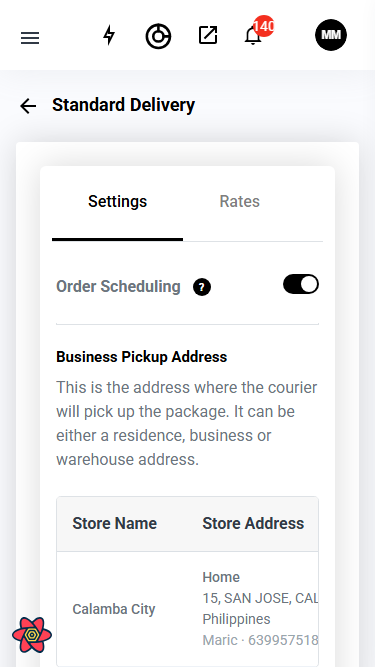 140
MM
Standard Delivery
Settings
Rates
Order Scheduling ?
Business Pickup Address
This is the address where the courier
will pick up the package. It can be
either a residence, business or
warehouse address.
Store Name
Store Address
Calamba City
Home
15, SAN JOSE, CAL
Philippines
Maric · 639957518